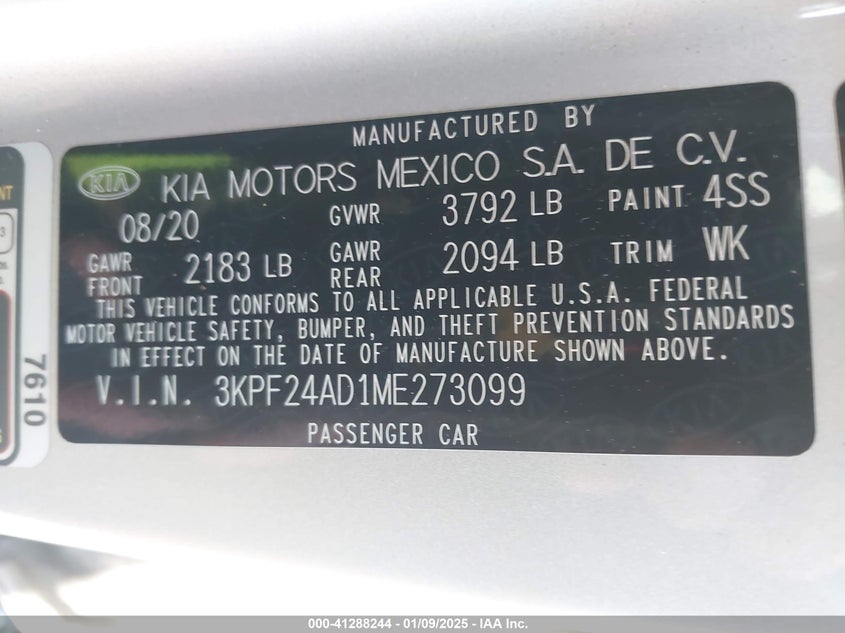 MANUFACTURED BY
KIA KIA MOTORS MEXICO S.A. DE C.V.
08/20 GVWR 3792 LB PAINT 4SS
GAWR FRONT 2183 LB GAWR REAR 2094 LB TRIM WK
THIS VEHICLE CONFORMS TO ALL APPLICABLE U.S.A. FEDERAL
MOTOR VEHICLE SAFETY, BUMPER, AND THEFT PREVENTION STANDARDS
IN EFFECT ON THE DATE OF MANUFACTURE SHOWN ABOVE.
V.I.N. 3KPF24AD1ME273099
PASSENGER CAR
7610
000-41288244 - 01/09/2025 - IAA Inc.